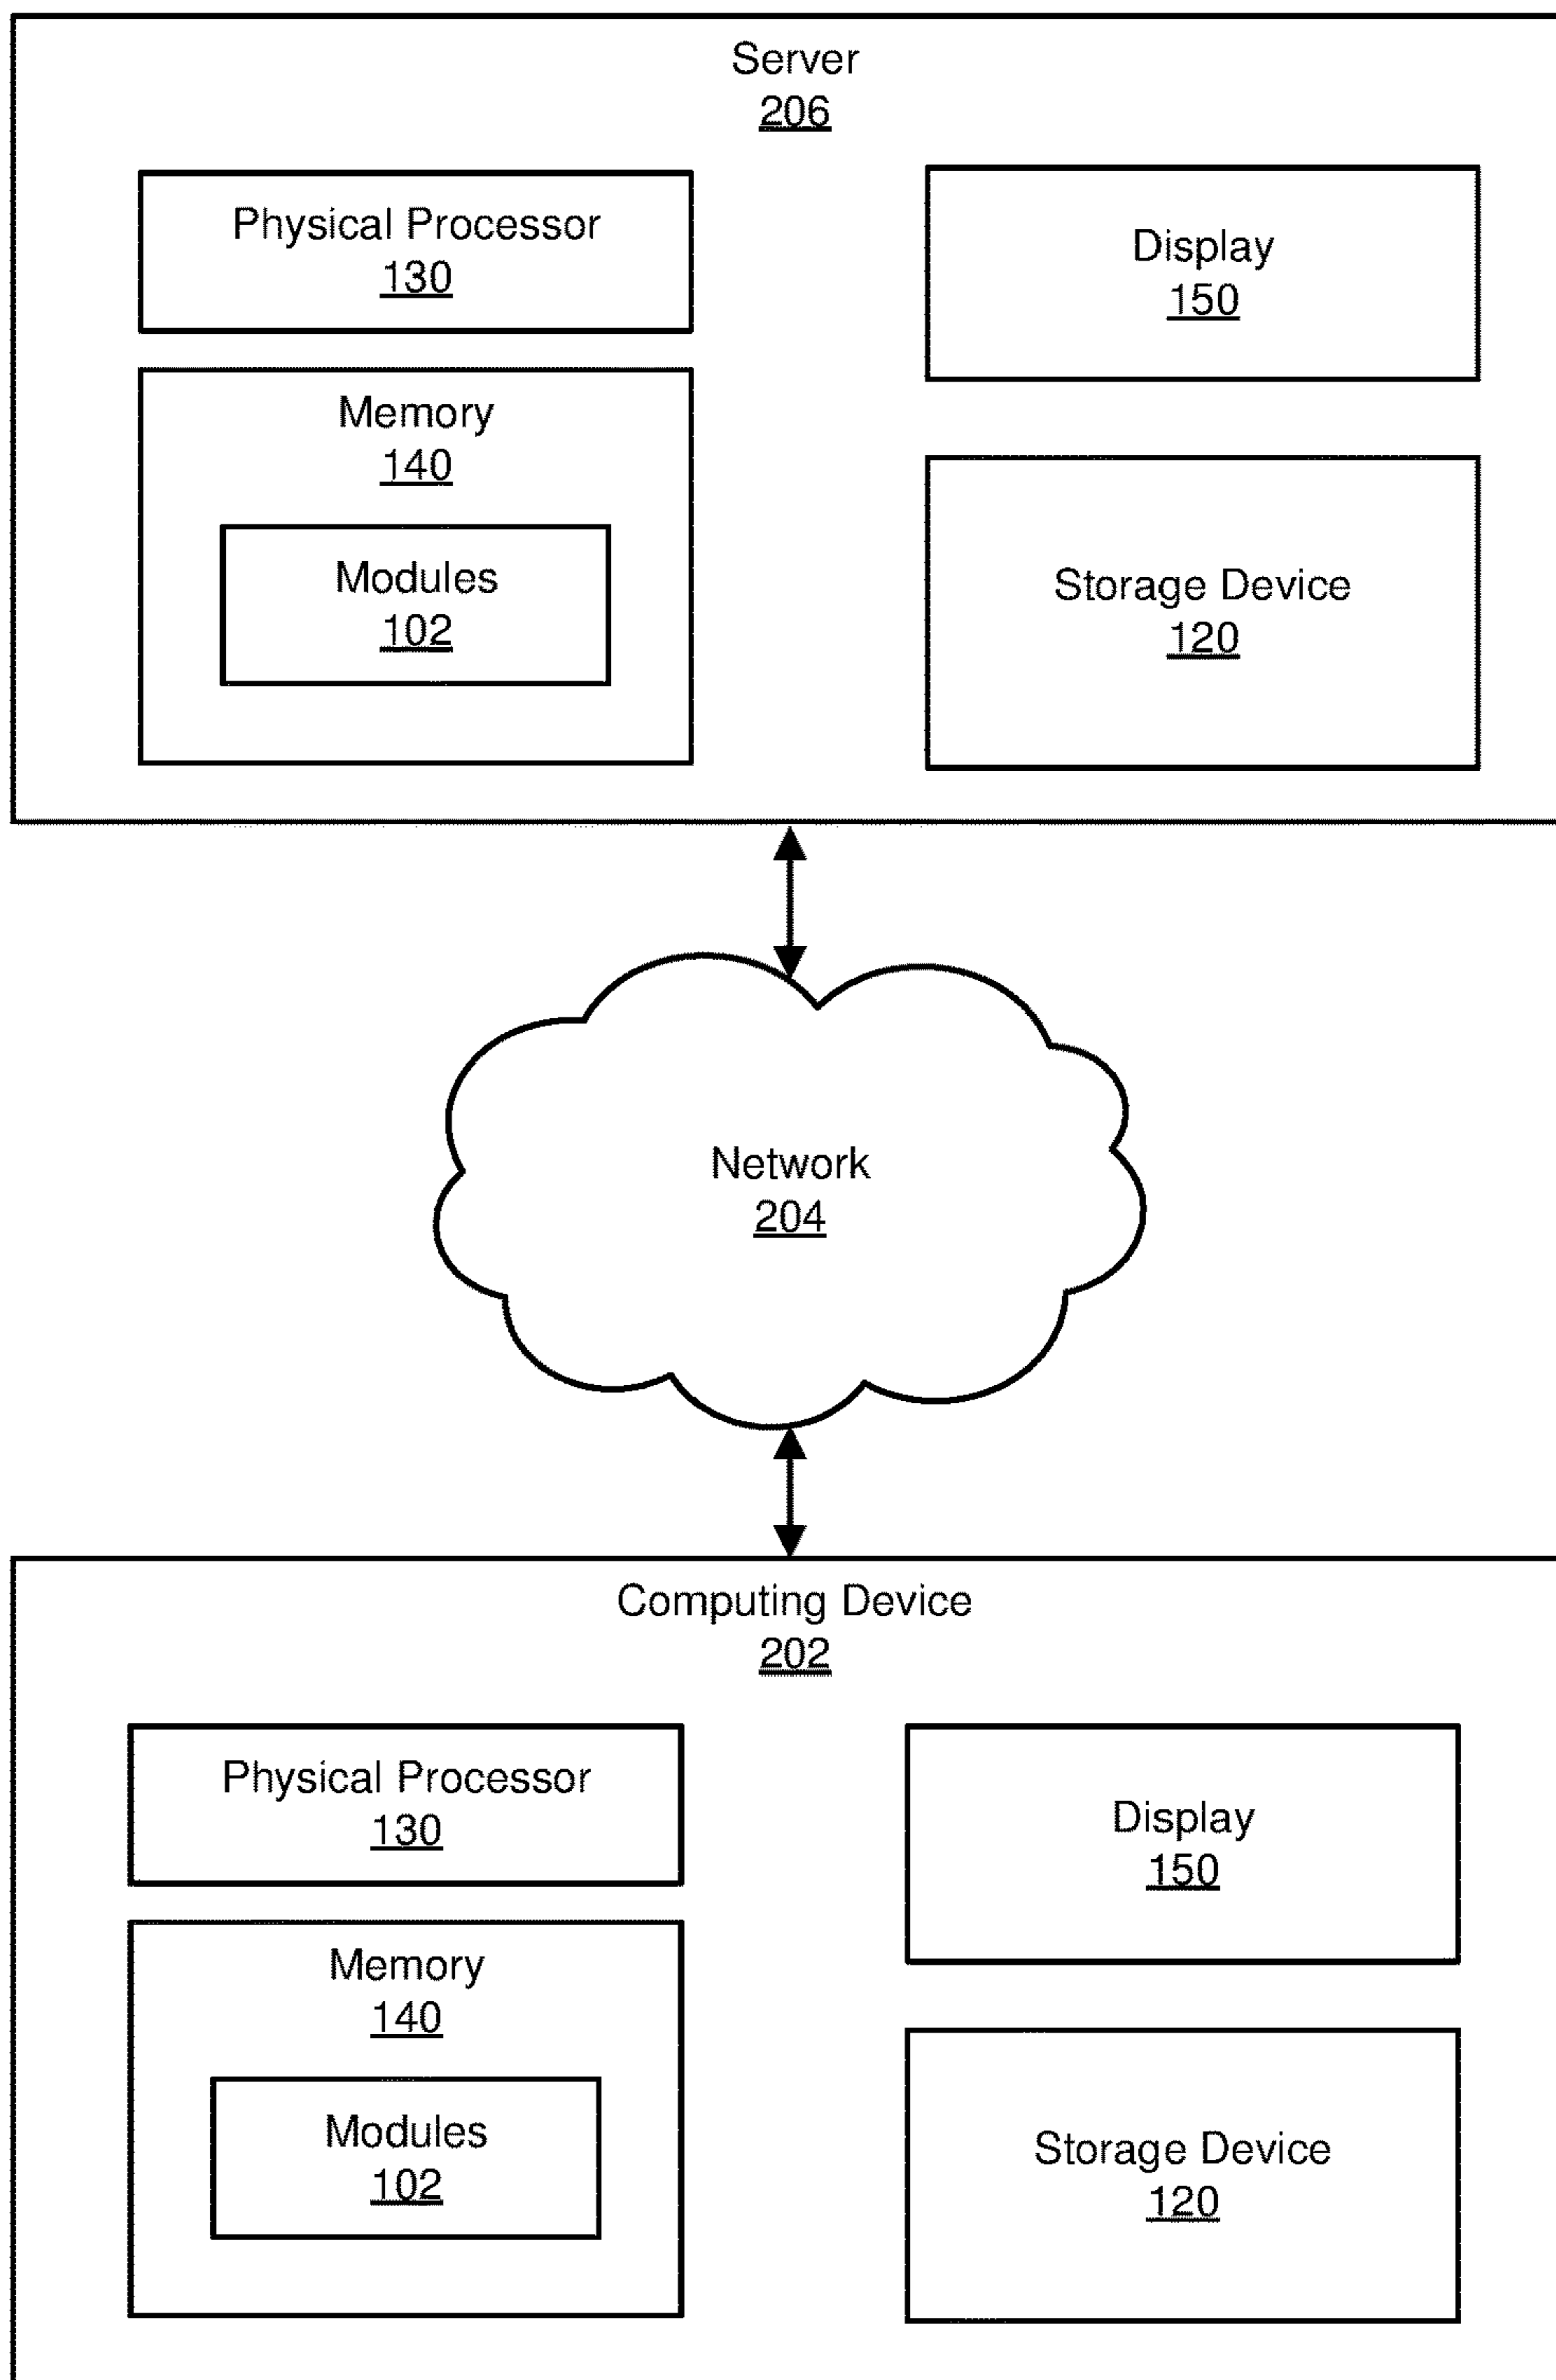 Server
206
Physical Processor
130
Display
150
Memory
140
Modules
102
Storage Device
120
Network
204
Computing Device
202
Physical Processor
130
Display
150
Memory
140
Modules
102
Storage Device
120